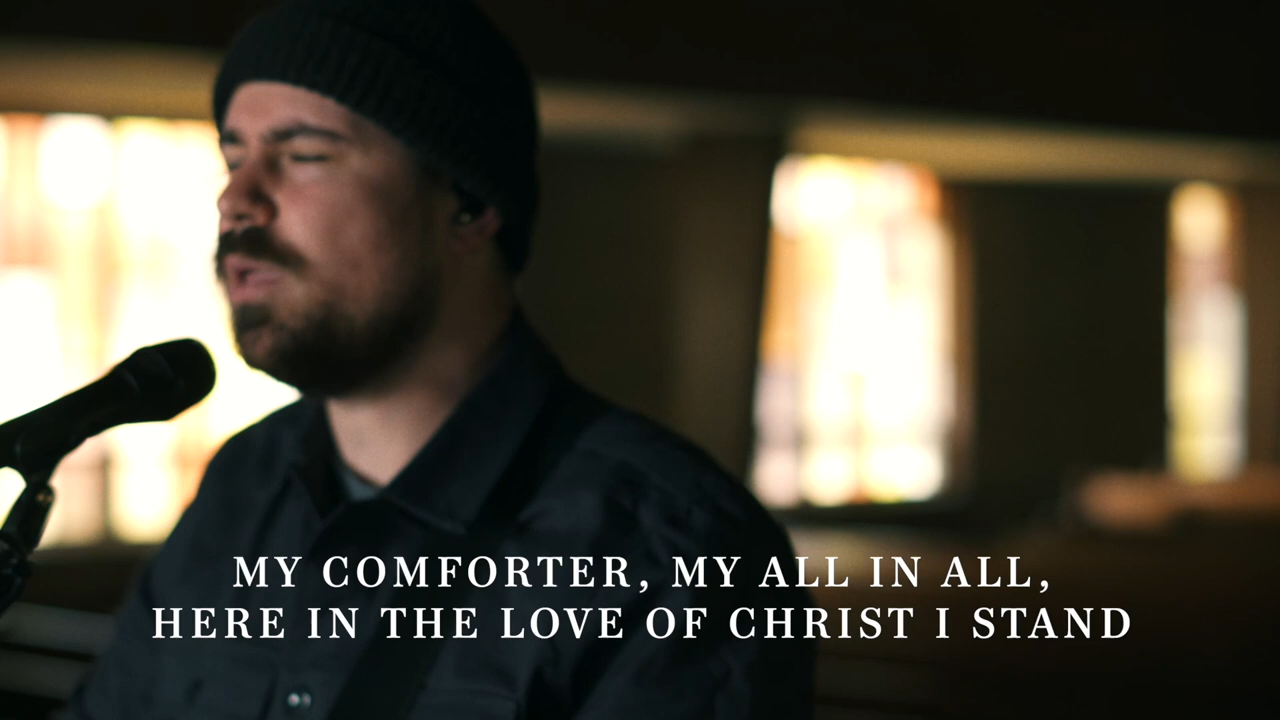 MY COMFORTER, MY ALL IN ALL,
HERE IN THE LOVE OF CHRIST I STAND